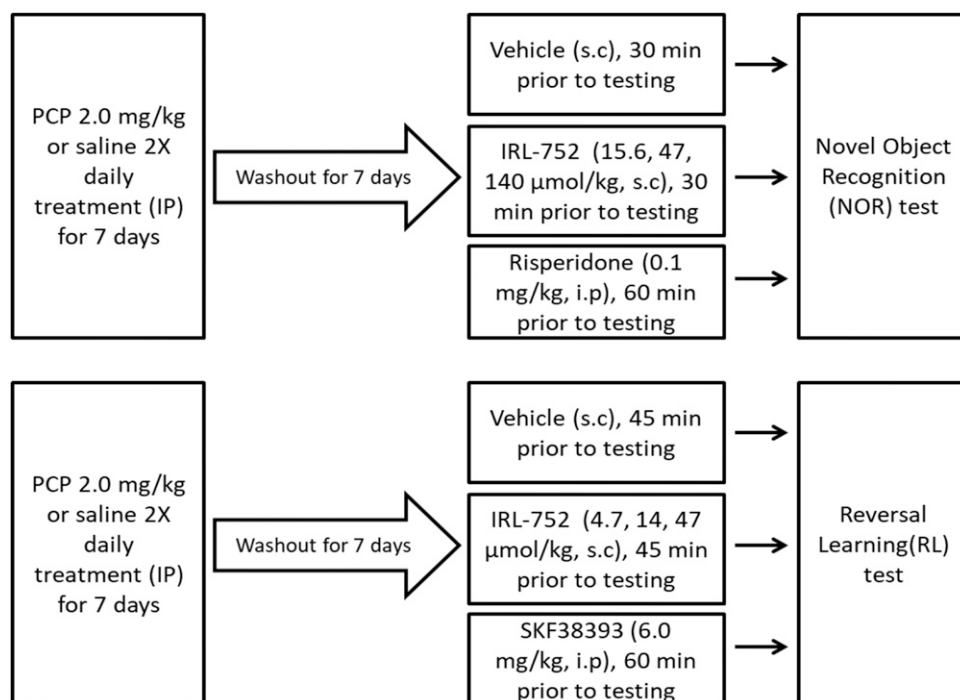 PCP 2.0 mg/kg
or saline 2X
daily
treatment (IP)
for 7 days
Washout for 7 days
Vehicle (s.c), 30 min
prior to testing
IRL-752 (15.6, 47,
140 µmol/kg, s.c), 30
min prior to testing
Risperidone (0.1
mg/kg, i.p), 60 min
prior to testing
Novel Object
Recognition
(NOR) test
PCP 2.0 mg/kg
or saline 2X
daily
treatment (IP)
for 7 days
Washout for 7 days
Vehicle (s.c), 45 min
prior to testing
IRL-752 (4.7, 14, 47
µmol/kg, s.c), 45 min
prior to testing
SKF38393 (6.0
mg/kg, i.p), 60 min
prior to testing
Reversal
Learning(RL)
test